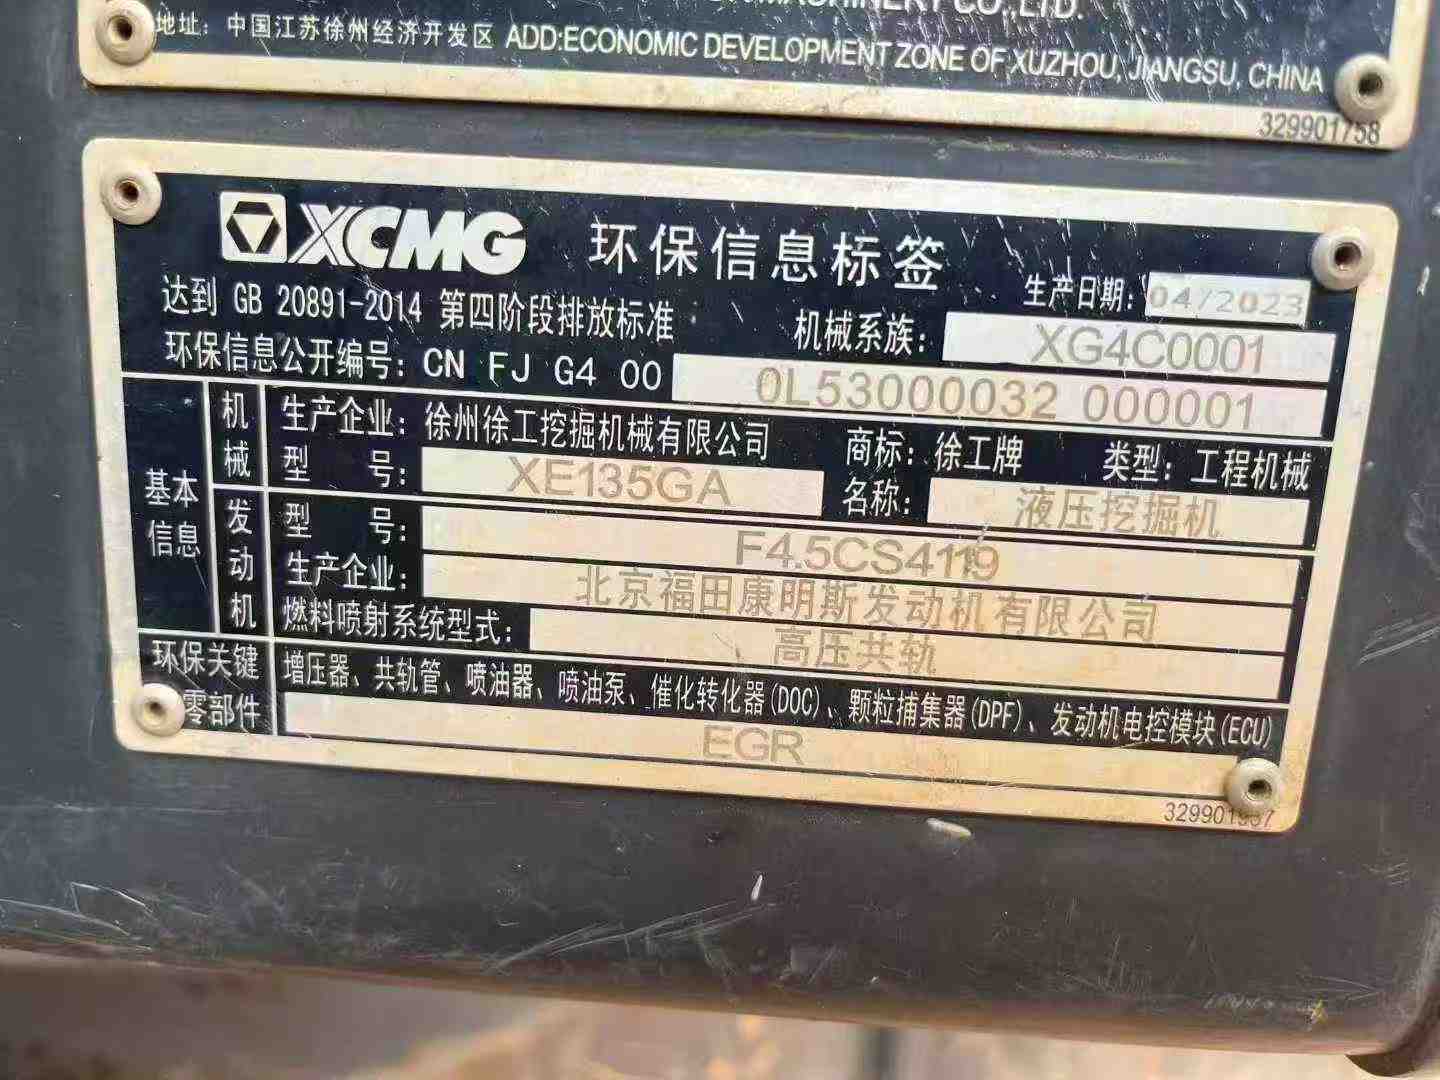 MACHINERY CO.,LTD.
地址：中国江苏徐州经济开发区 ADD:ECONOMIC DEVELOPMENT ZONE OF XUZHOU, JIANGSU, CHINA
329901758
XCMG 环保信息标签
达到 GB 20891-2014 第四阶段排放标准 生产日期：04/2023
机械系族：XG4C0001
环保信息公开编号：CN FJ G4 00 0L53000032 000001
基本信息
机械
生产企业：徐州徐工挖掘机械有限公司 商标：徐工牌 类型：工程机械
型 号：XE135GA 名称：液压挖掘机
发动机
型 号：F4.5CS4119
生产企业：北京福田康明斯发动机有限公司
燃料喷射系统型式：高压共轨
环保关键零部件
增压器、共轨管、喷油器、喷油泵、催化转化器(DOC)、颗粒捕集器(DPF)、发动机电控模块(ECU)
EGR